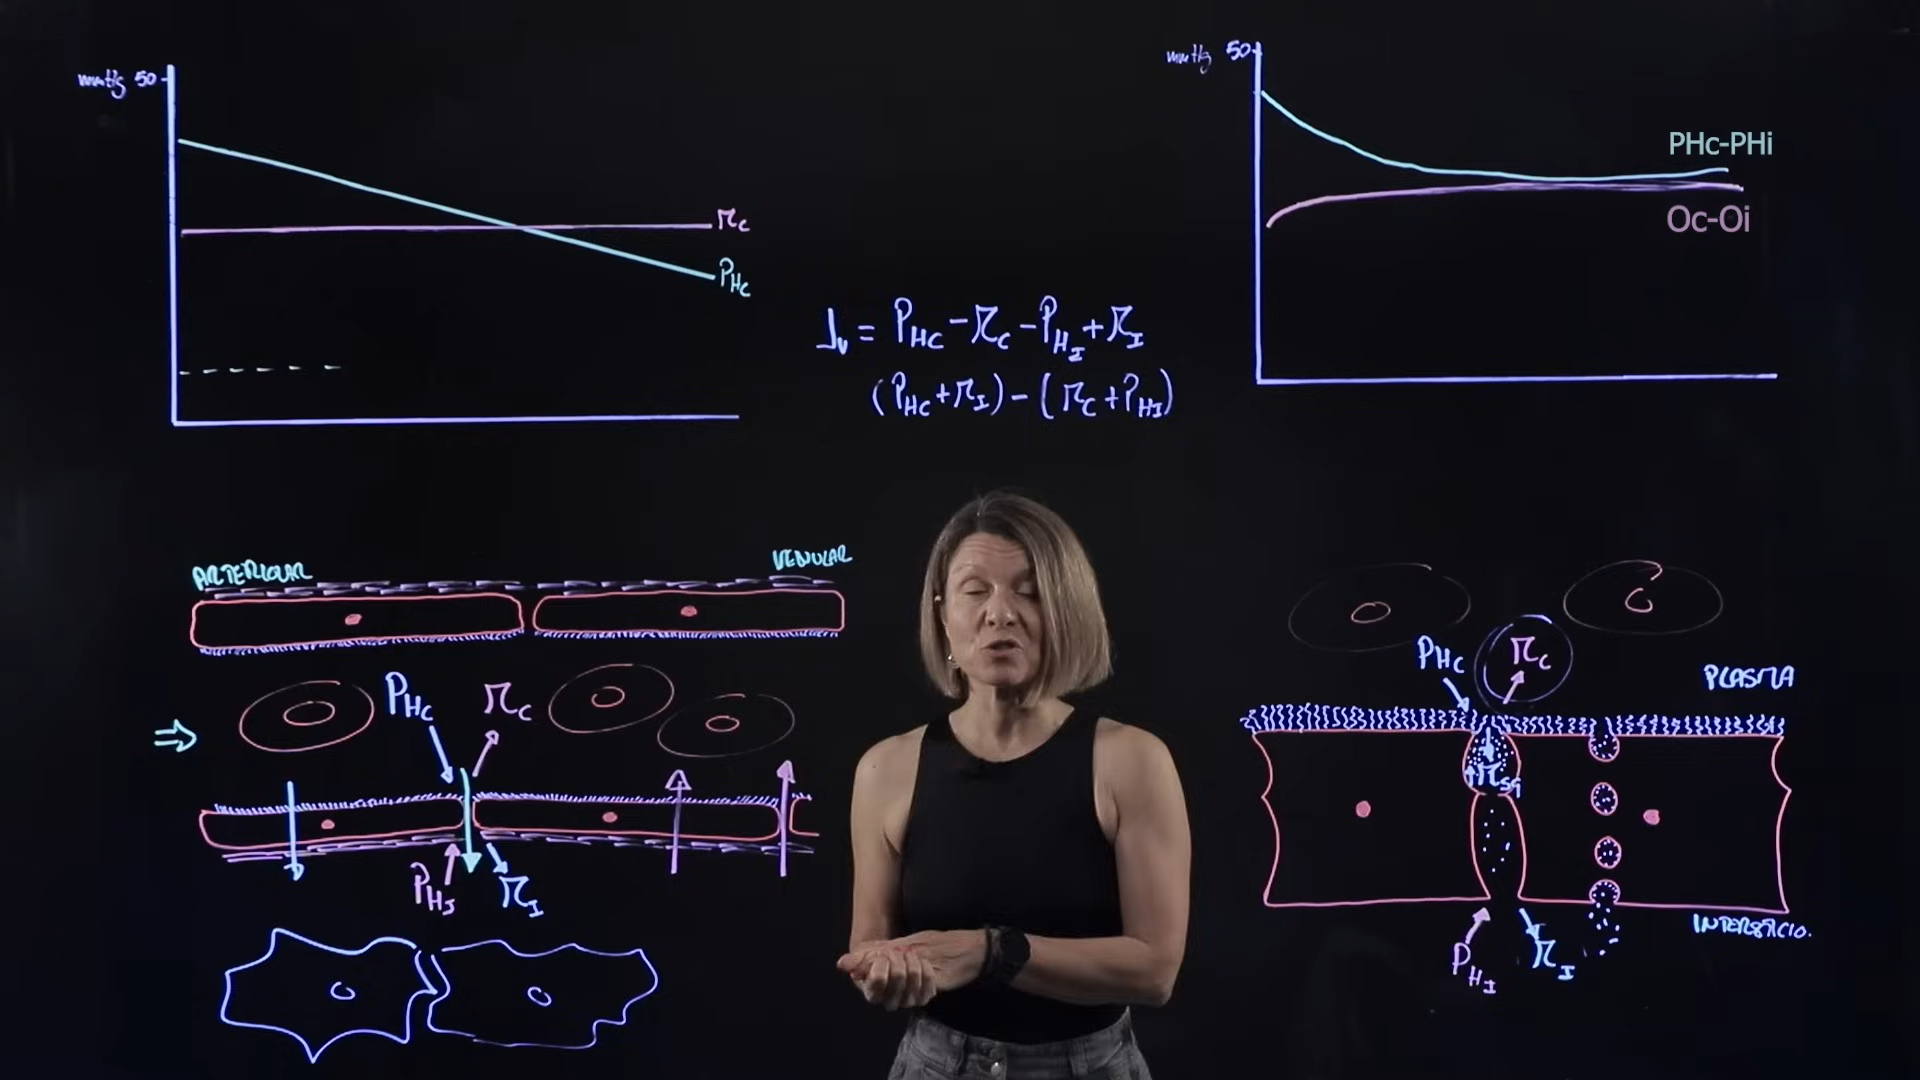 mmHg 50
πc
PHc
mmHg 50
PHc-PHi
Oc-Oi
Jv = PHC - πC - PHI + πI
(PHC + πI) - (πC + PHI)
ARTERIOLAR
VENULAR
PHC
πC
⇒
PHI
πI
PHC
πC
PLASMA
πSG
INTERSTICIO.
PHI
πI